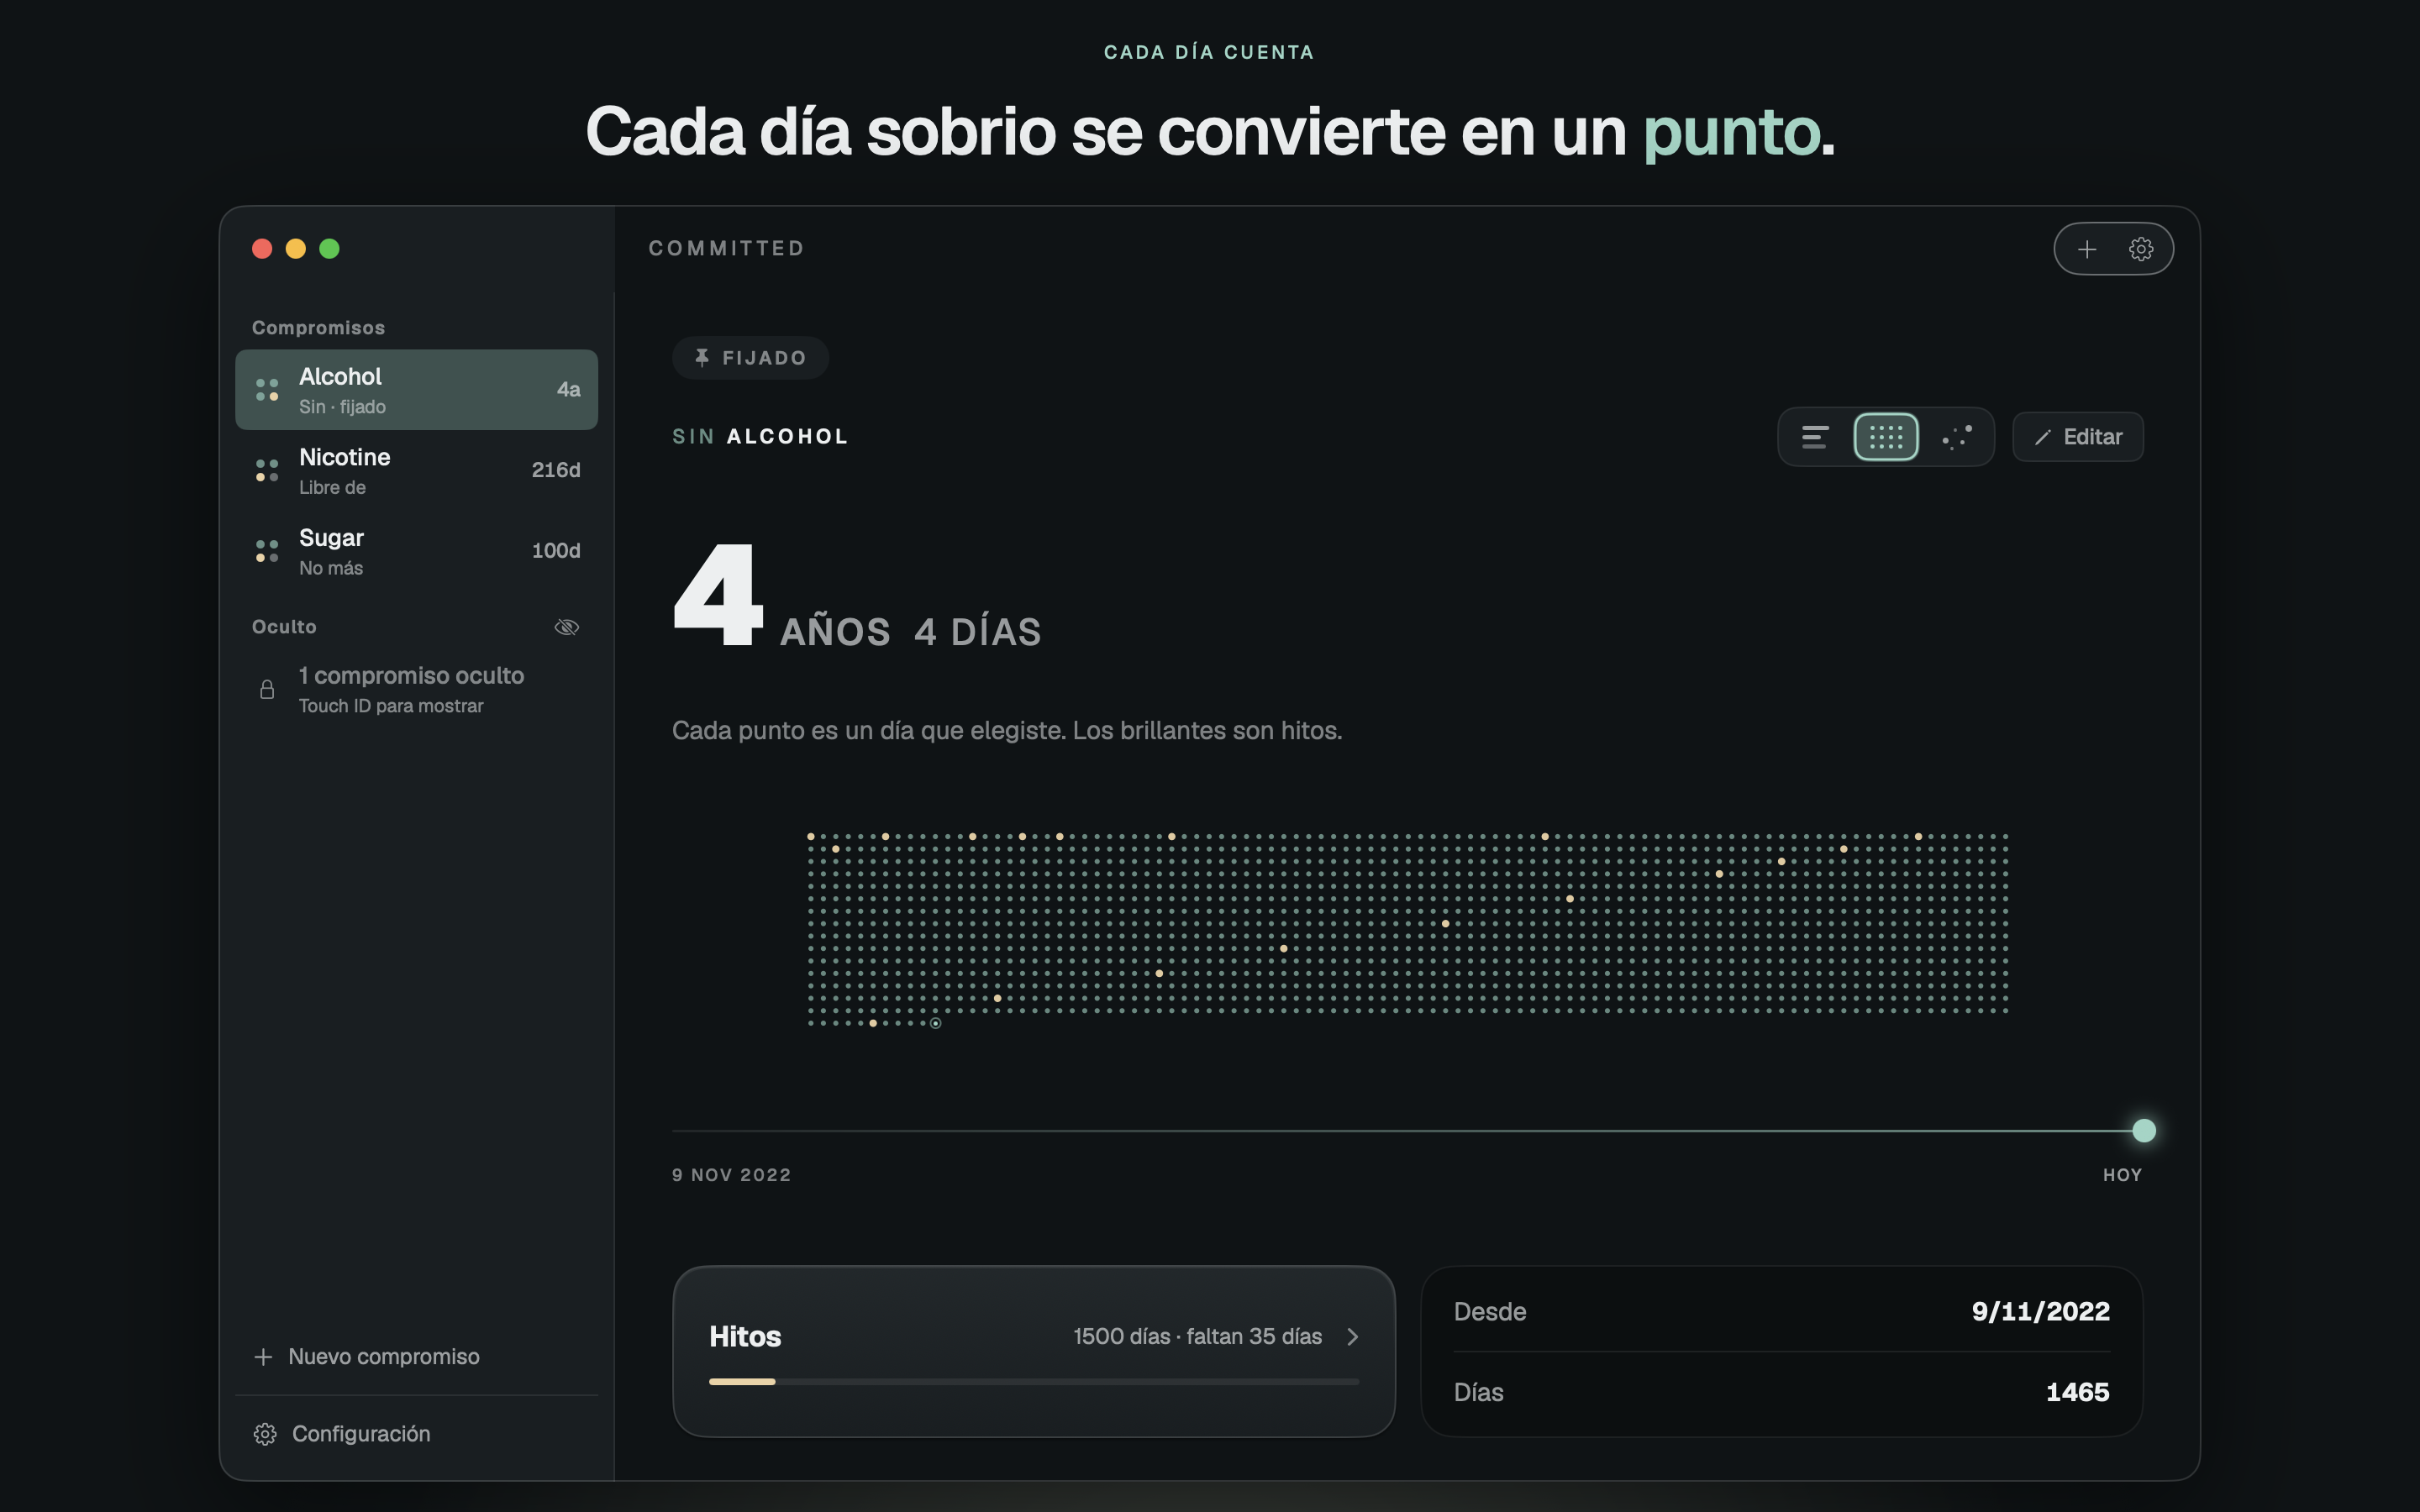 CADA DÍA CUENTA
Cada día sobrio se convierte en un punto.
COMMITTED
Compromisos
Alcohol
Sin · fijado
4a
Nicotine
Libre de
216d
Sugar
No más
100d
Oculto
1 compromiso oculto
Touch ID para mostrar
Nuevo compromiso
Configuración
FIJADO
SIN ALCOHOL
Editar
4 AÑOS 4 DÍAS
Cada punto es un día que elegiste. Los brillantes son hitos.
9 NOV 2022
HOY
Hitos
1500 días · faltan 35 días
Desde
9/11/2022
Días
1465